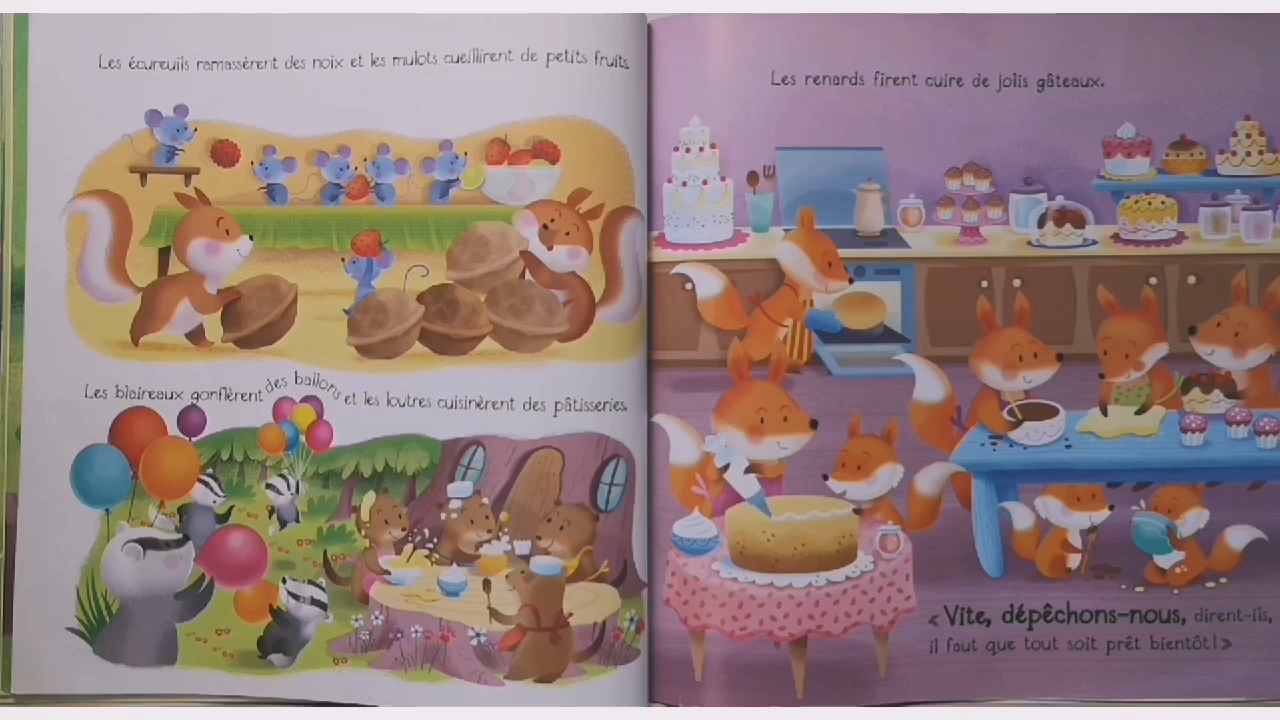 Les écureuils ramassèrent des noix et les mulots cueillirent de petits fruits.
Les blaireaux gonflèrent des ballons et les loutres cuisinèrent des pâtisseries.
Les renards firent cuire de jolis gâteaux.
« Vite, dépêchons-nous, dirent-ils,
il faut que tout soit prêt bientôt! »